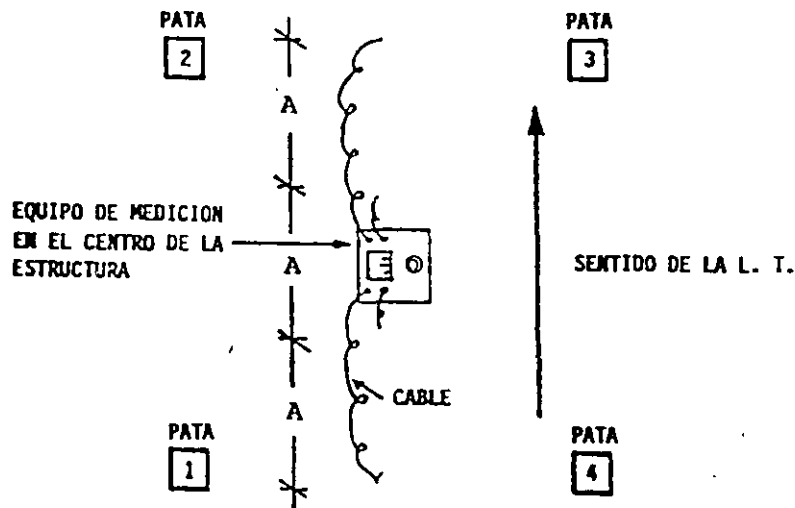 PATA
2
PATA
3
A
EQUIPO DE MEDICION
EN EL CENTRO DE LA
ESTRUCTURA
A
SENTIDO DE LA L. T.
A
CABLE
PATA
1
PATA
4